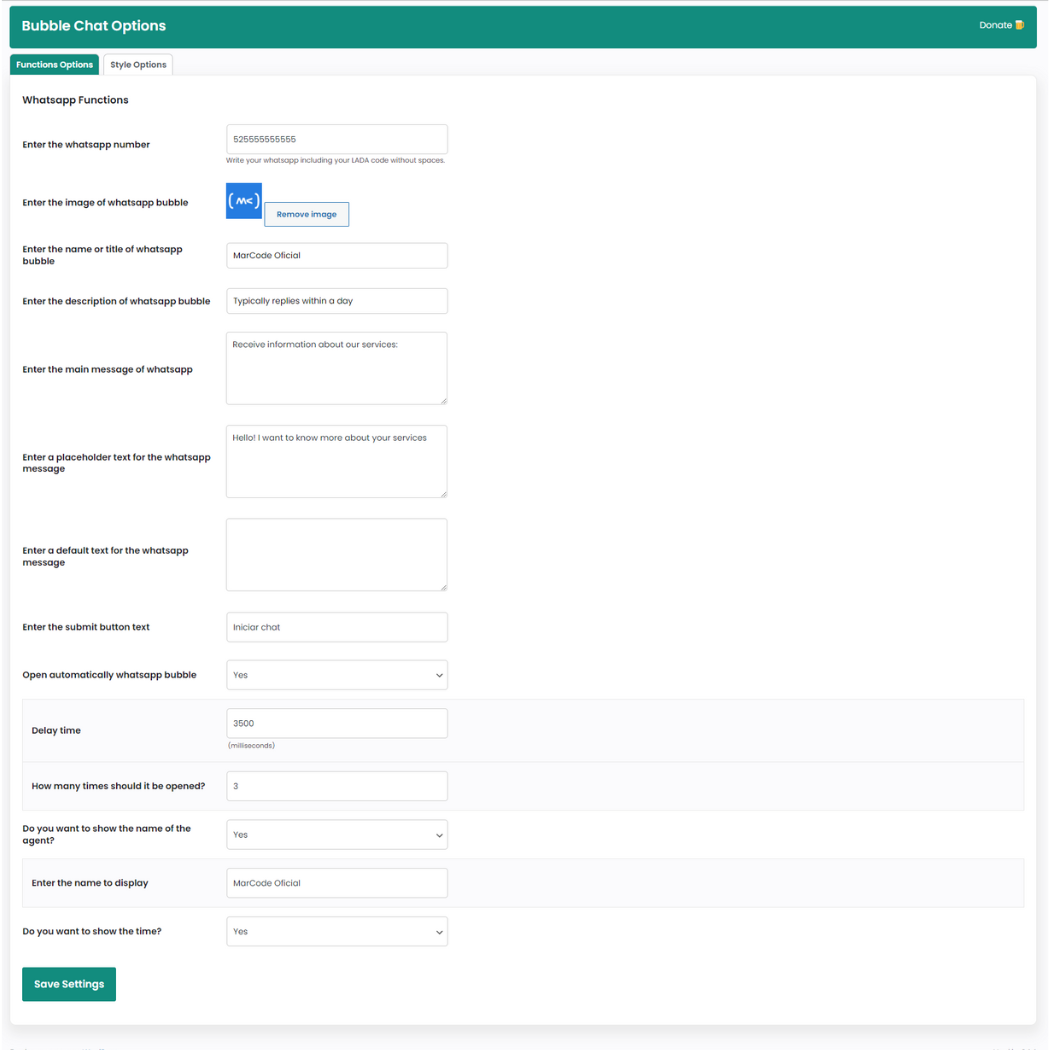 Bubble Chat Options
Donate
Functions Options
Style Options
Whatsapp Functions
Enter the whatsapp number
525555555555
Write your whatsapp including your LADA code without spaces.
Enter the image of whatsapp bubble
(M<)
Remove image
Enter the name or title of whatsapp
bubble
MarCode Oficial
Enter the description of whatsapp bubble
Typically replies within a day
Enter the main message of whatsapp
Receive information about our services:
Enter a placeholder text for the whatsapp
message
Hello! I want to know more about your services
Enter a default text for the whatsapp
message
Enter the submit button text
Iniciar chat
Open automatically whatsapp bubble
Yes
Delay time
3500
(milliseconds)
How many times should it be opened?
3
Do you want to show the name of the
agent?
Yes
Enter the name to display
MarCode Oficial
Do you want to show the time?
Yes
Save Settings